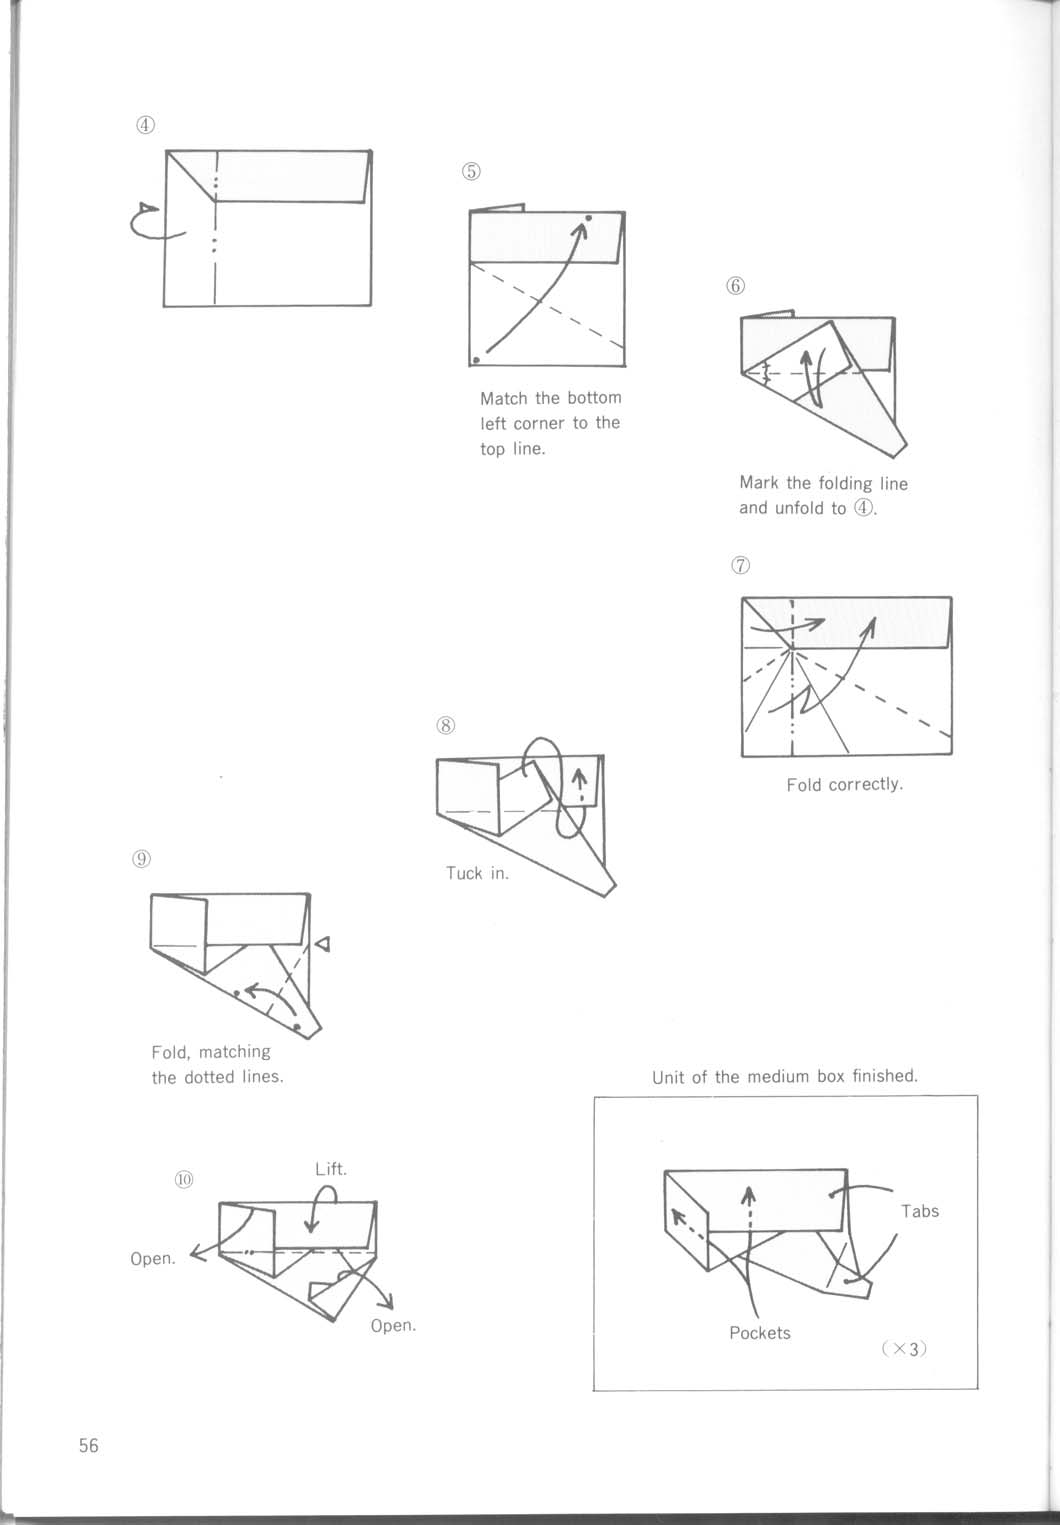 ④
⑤
Match the bottom
left corner to the
top line.
⑥
Mark the folding line
and unfold to ④.
⑦
Fold correctly.
⑧
Tuck in.
⑨
Fold, matching
the dotted lines.
⑩
Lift.
Open.
Open.
Unit of the medium box finished.
Tabs
Pockets
(×3)
56